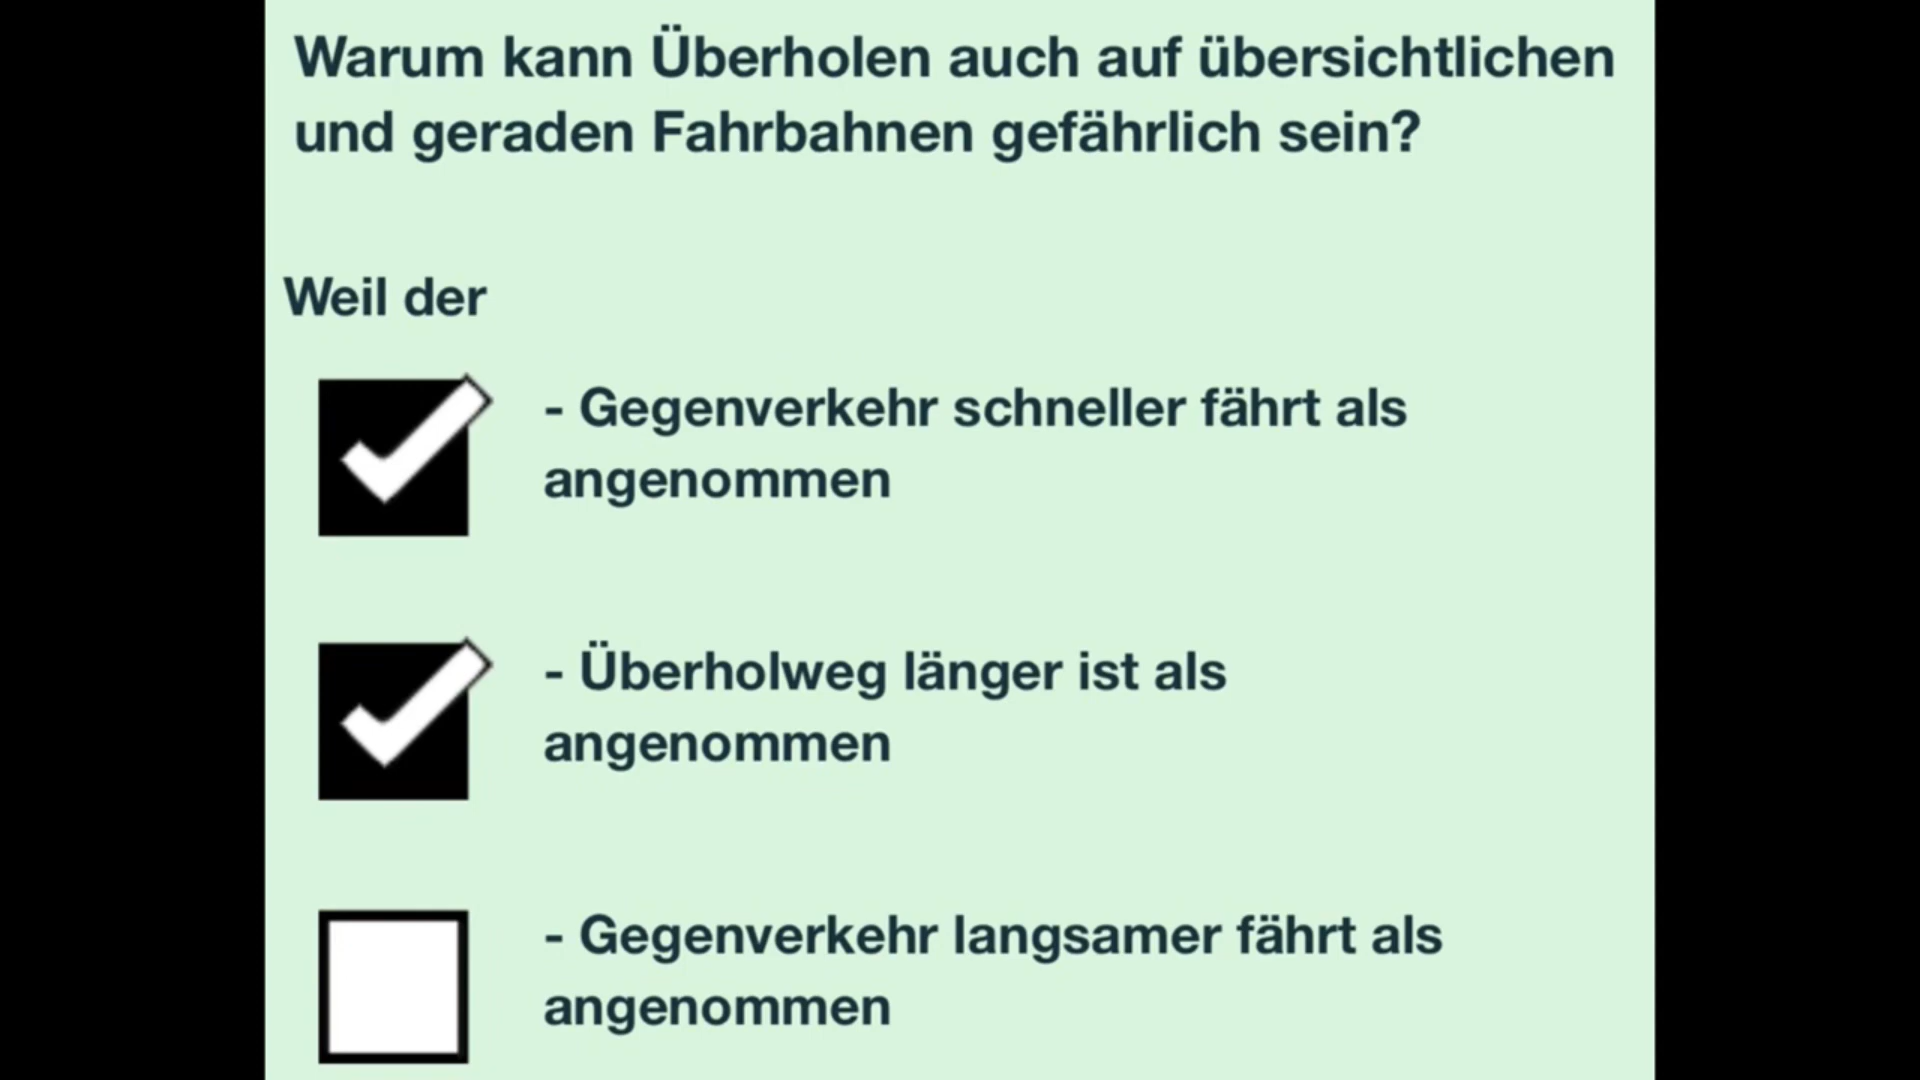 Warum kann Überholen auch auf übersichtlichen
und geraden Fahrbahnen gefährlich sein?
Weil der
- Gegenverkehr schneller fährt als
angenommen
- Überholweg länger ist als
angenommen
- Gegenverkehr langsamer fährt als
angenommen